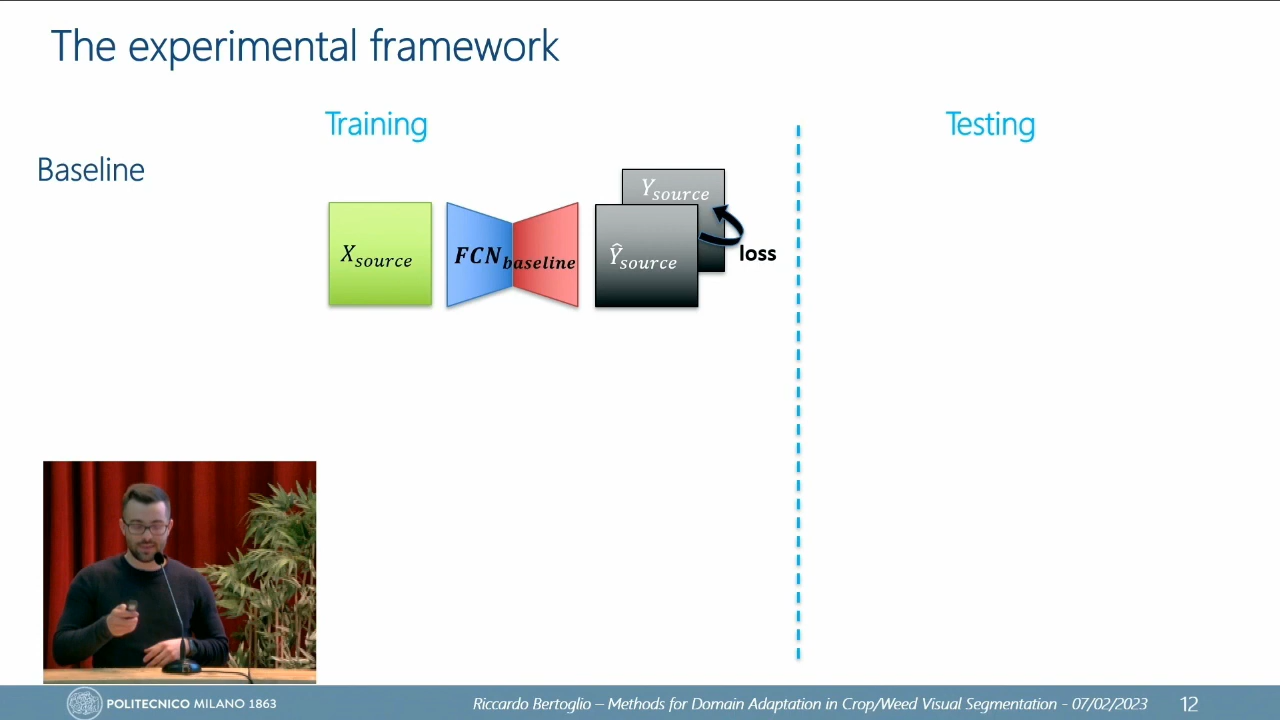 The experimental framework
Training
Testing
Baseline
X_source
FCN_baseline
Y_source
Ŷ_source
loss
POLITECNICO MILANO 1863
Riccardo Bertoglio – Methods for Domain Adaptation in Crop/Weed Visual Segmentation - 07/02/2023
12